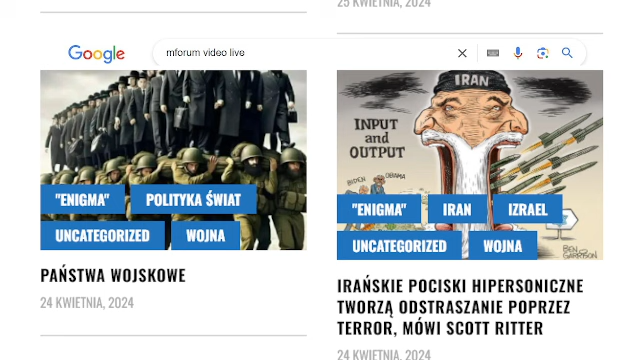 25 KWIETNIA, 2024
Google
mforum video live
"ENIGMA"
POLITYKA ŚWIAT
UNCATEGORIZED
WOJNA
PAŃSTWA WOJSKOWE
24 KWIETNIA, 2024
IRAN
INPUT
and
OUTPUT
BIDEN
OBAMA
"ENIGMA"
IRAN
IZRAEL
UNCATEGORIZED
WOJNA
BEN
GARRISON
IRAŃSKIE POCISKI HIPERSONICZNE
TWORZĄ ODSTRASZANIE POPRZEZ
TERROR, MÓWI SCOTT RITTER
24 KWIETNIA, 2024